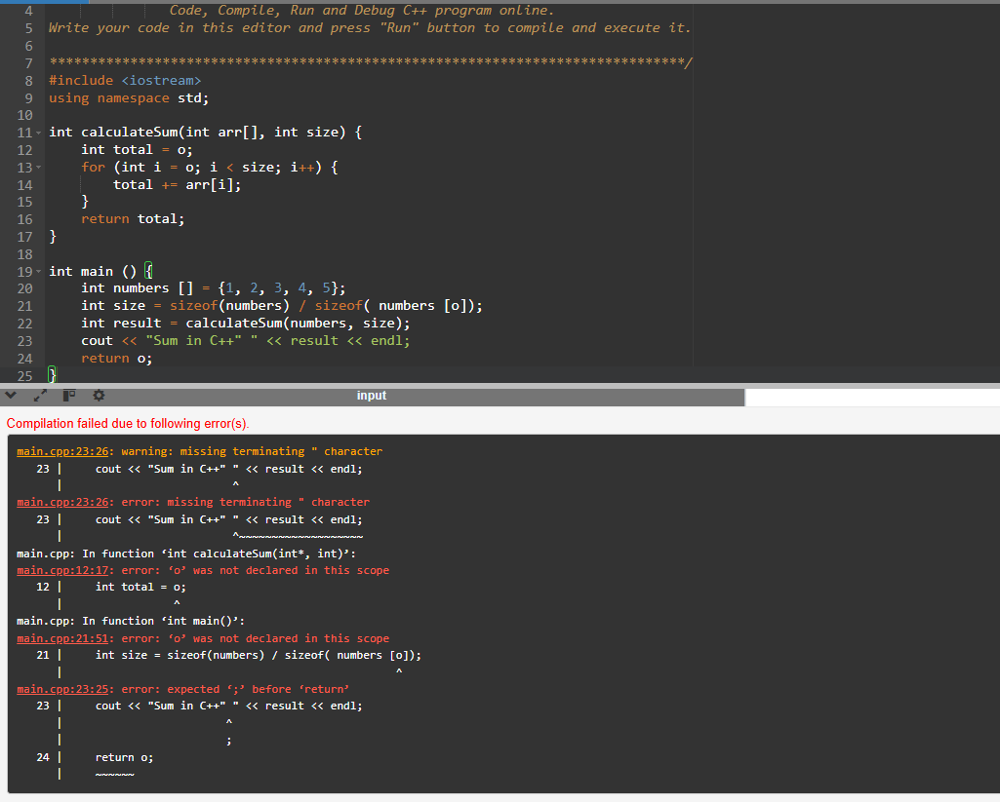 4 Code, Compile, Run and Debug C++ program online.
5 Write your code in this editor and press "Run" button to compile and execute it.
6
7 *******************************************************************************/
8 #include <iostream>
9 using namespace std;
10
11 int calculateSum(int arr[], int size) {
12 int total = o;
13 for (int i = o; i < size; i++) {
14 total += arr[i];
15 }
16 return total;
17 }
18
19 int main () {
20 int numbers [] = {1, 2, 3, 4, 5};
21 int size = sizeof(numbers) / sizeof( numbers [o]);
22 int result = calculateSum(numbers, size);
23 cout << "Sum in C++" " << result << endl;
24 return o;
25 }
input
Compilation failed due to following error(s).
main.cpp:23:26: warning: missing terminating " character
23 | cout << "Sum in C++" " << result << endl;
| ^
main.cpp:23:26: error: missing terminating " character
23 | cout << "Sum in C++" " << result << endl;
| ^~~~~~~~~~~~~~~~~~~~
main.cpp: In function ‘int calculateSum(int*, int)’:
main.cpp:12:17: error: ‘o’ was not declared in this scope
12 | int total = o;
| ^
main.cpp: In function ‘int main()’:
main.cpp:21:51: error: ‘o’ was not declared in this scope
21 | int size = sizeof(numbers) / sizeof( numbers [o]);
| ^
main.cpp:23:25: error: expected ‘;’ before ‘return’
23 | cout << "Sum in C++" " << result << endl;
| ^
| ;
24 | return o;
| ~~~~~~